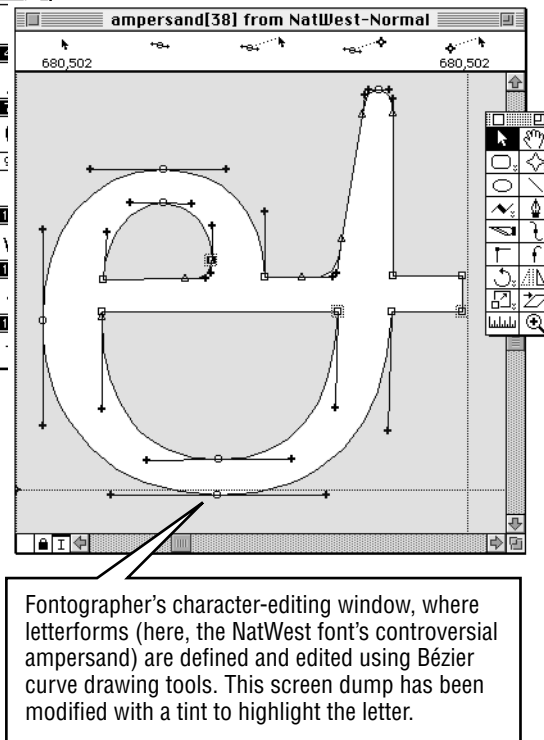 ampersand[38] from NatWest-Normal
680,502 680,502
Fontographer’s character-editing window, where
letterforms (here, the NatWest font’s controversial
ampersand) are defined and edited using Bézier
curve drawing tools. This screen dump has been
modified with a tint to highlight the letter.